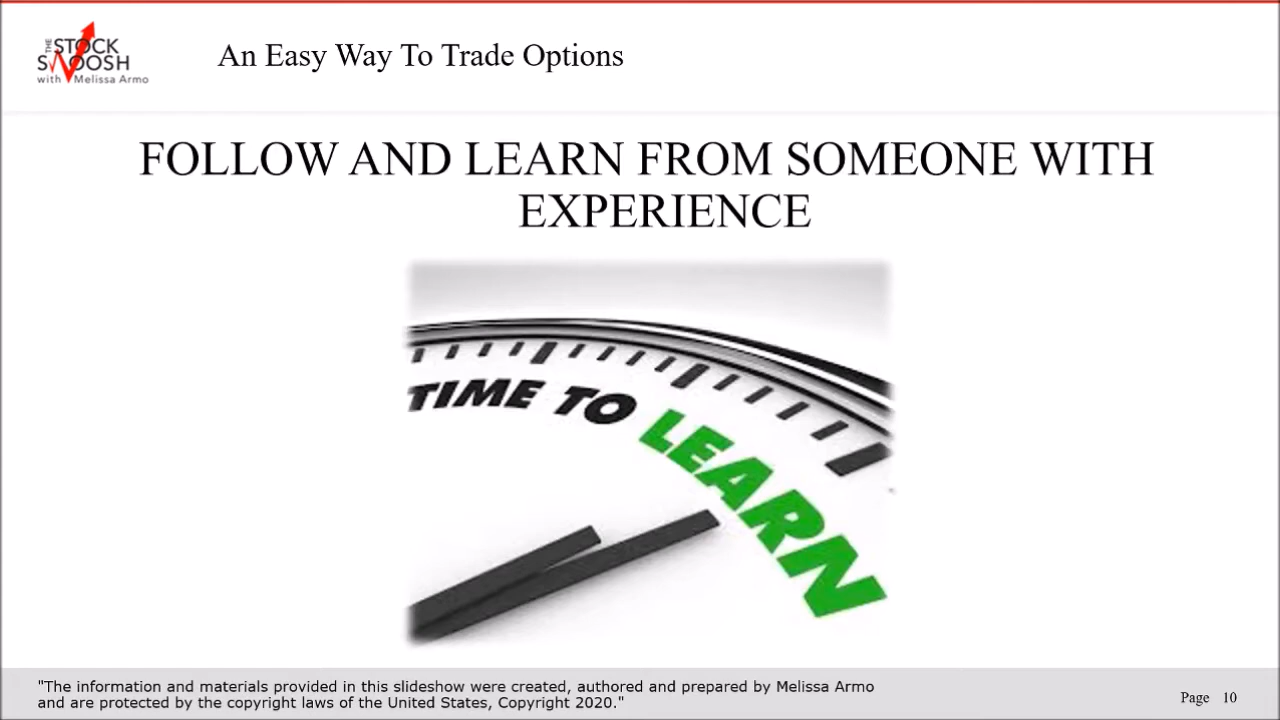 THE
STOCK
SWOOSH
with Melissa Armo
An Easy Way To Trade Options
FOLLOW AND LEARN FROM SOMEONE WITH
EXPERIENCE
TIME TO LEARN
"The information and materials provided in this slideshow were created, authored and prepared by Melissa Armo
and are protected by the copyright laws of the United States, Copyright 2020."
Page 10